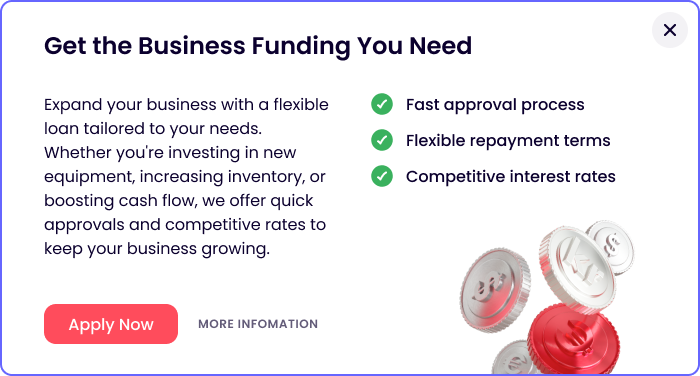 Get the Business Funding You Need
Expand your business with a flexible
loan tailored to your needs.
Whether you're investing in new
equipment, increasing inventory, or
boosting cash flow, we offer quick
approvals and competitive rates to
keep your business growing.
Fast approval process
Flexible repayment terms
Competitive interest rates
Apply Now
MORE INFOMATION